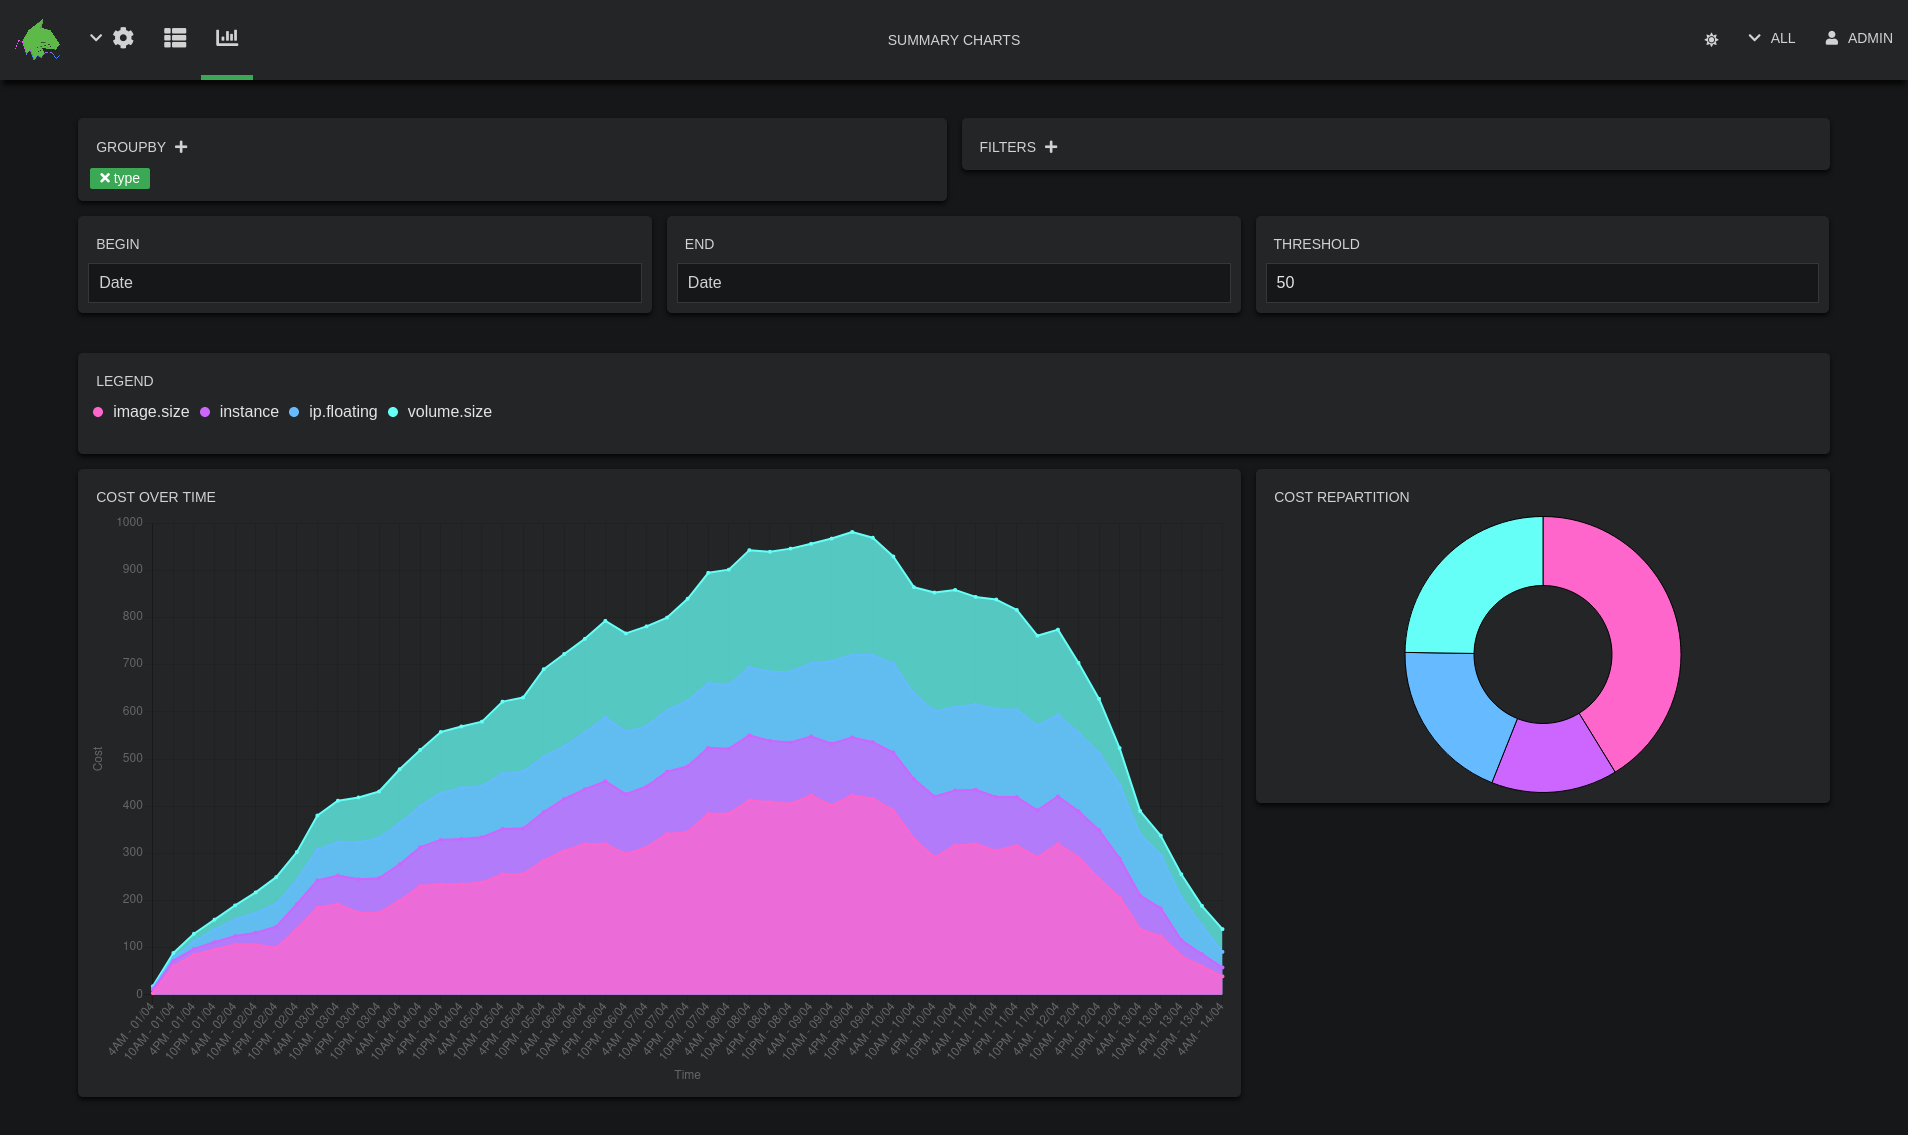 SUMMARY CHARTS
ALL
ADMIN
GROUPBY
type
FILTERS
BEGIN
Date
END
Date
THRESHOLD
50
LEGEND
image.size
instance
ip.floating
volume.size
COST OVER TIME
1000
900
800
700
600
500
400
300
200
100
0
Cost
4AM - 01/04
10AM - 01/04
4PM - 01/04
10PM - 01/04
4AM - 02/04
10AM - 02/04
4PM - 02/04
10PM - 02/04
4AM - 03/04
10AM - 03/04
4PM - 03/04
10PM - 03/04
4AM - 04/04
10AM - 04/04
4PM - 04/04
10PM - 04/04
4AM - 05/04
10AM - 05/04
4PM - 05/04
10PM - 05/04
4AM - 06/04
10AM - 06/04
4PM - 06/04
10PM - 06/04
4AM - 07/04
10AM - 07/04
4PM - 07/04
10PM - 07/04
4AM - 08/04
10AM - 08/04
4PM - 08/04
10PM - 08/04
4AM - 09/04
10AM - 09/04
4PM - 09/04
10PM - 09/04
4AM - 10/04
10AM - 10/04
4PM - 10/04
10PM - 10/04
4AM - 11/04
10AM - 11/04
4PM - 11/04
10PM - 11/04
4AM - 12/04
10AM - 12/04
4PM - 12/04
10PM - 12/04
4AM - 13/04
10AM - 13/04
4PM - 13/04
10PM - 13/04
4AM - 14/04
Time
COST REPARTITION